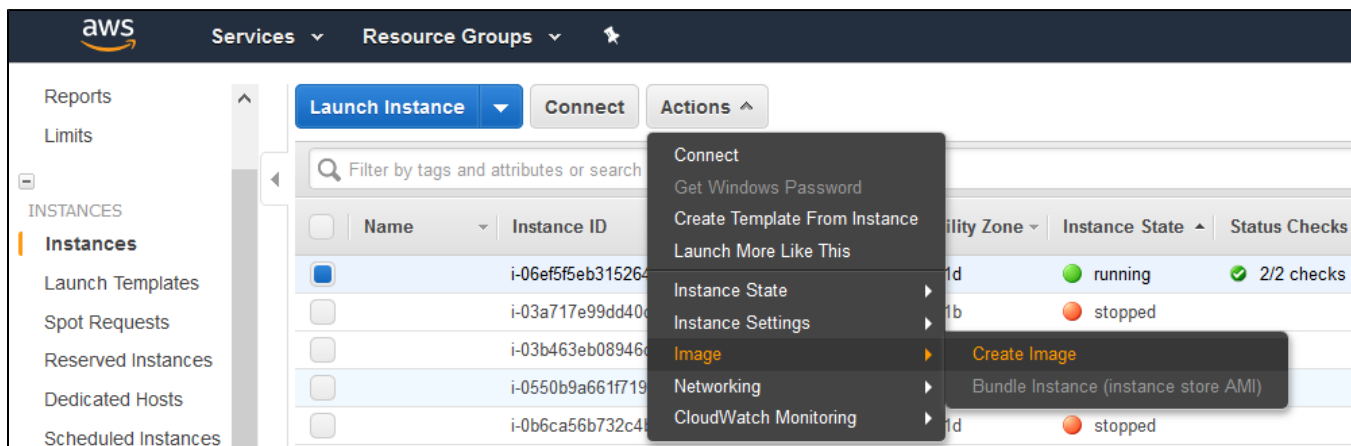 aws Services Resource Groups
Reports
Limits
INSTANCES
Instances
Launch Templates
Spot Requests
Reserved Instances
Dedicated Hosts
Scheduled Instances
Launch Instance Connect Actions
Filter by tags and attributes or search
Name Instance ID ility Zone Instance State Status Checks
i-06ef5f5eb315264 1d running 2/2 checks
i-03a717e99dd40 1b stopped
i-03b463eb08946
i-0550b9a661f719
i-0b6ca56b732c4 1d stopped
Connect
Get Windows Password
Create Template From Instance
Launch More Like This
Instance State
Instance Settings
Image
Networking
CloudWatch Monitoring
Create Image
Bundle Instance (instance store AMI)